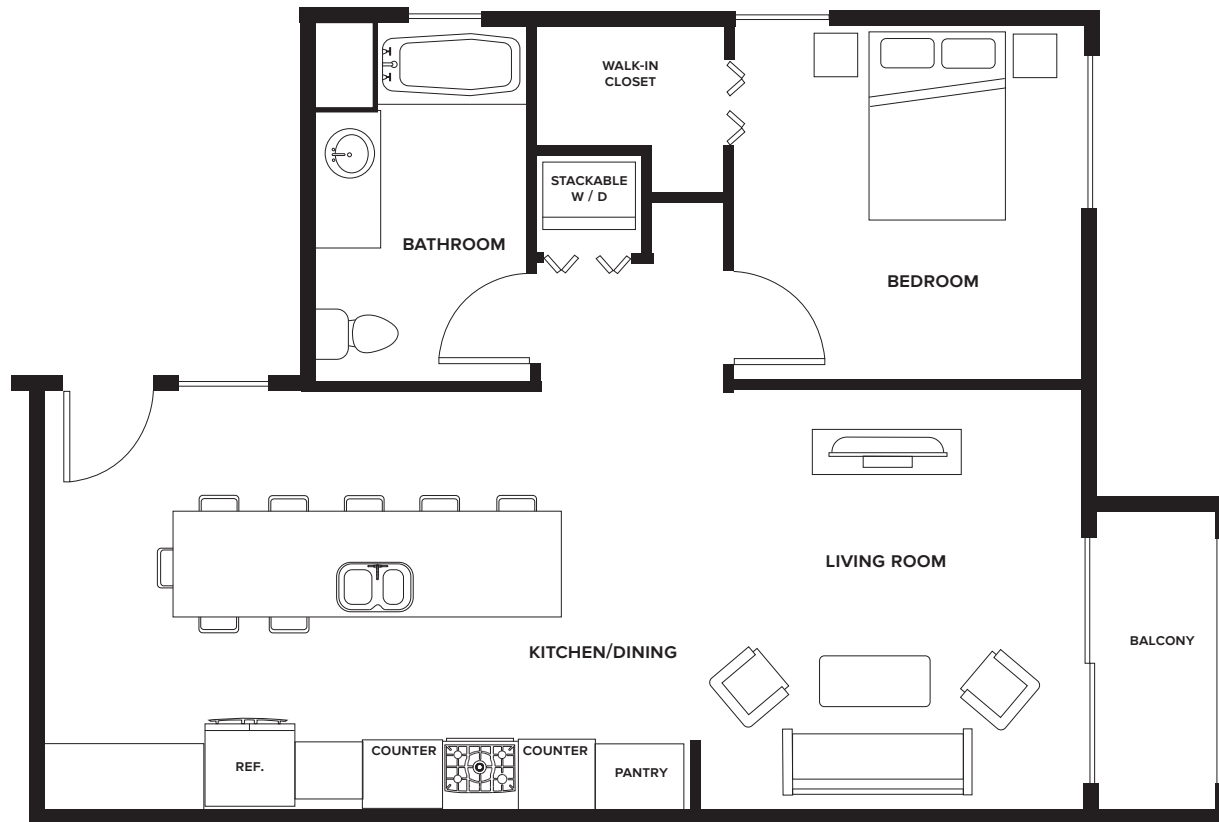 WALK-IN
CLOSET
STACKABLE
W / D
BATHROOM
BEDROOM
LIVING ROOM
BALCONY
KITCHEN/DINING
COUNTER
COUNTER
REF.
PANTRY